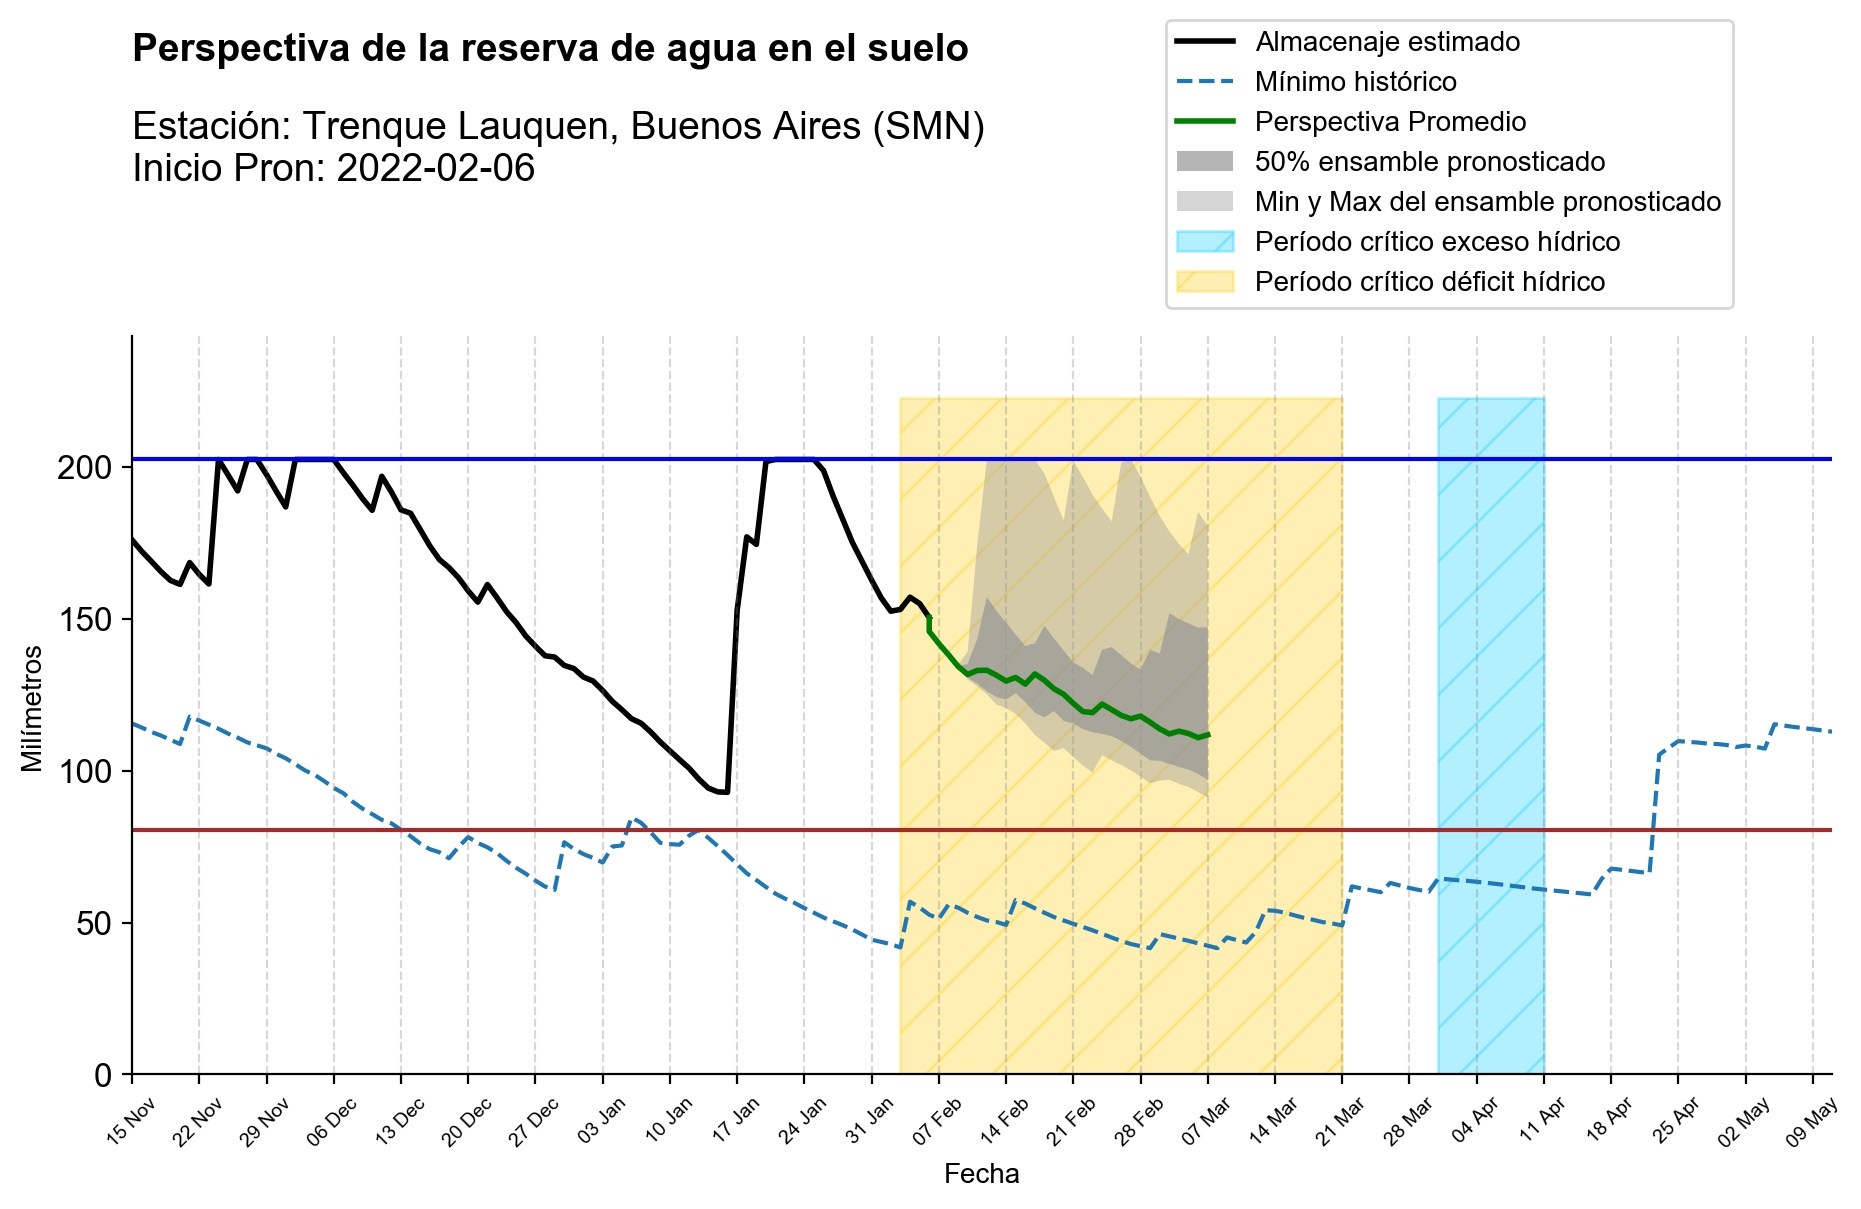 Perspectiva de la reserva de agua en el suelo
Estación: Trenque Lauquen, Buenos Aires (SMN)
Inicio Pron: 2022-02-06
Almacenaje estimado
Mínimo histórico
Perspectiva Promedio
50% ensamble pronosticado
Min y Max del ensamble pronosticado
Período crítico exceso hídrico
Período crítico déficit hídrico
Milímetros
200
150
100
50
0
15 Nov
22 Nov
29 Nov
06 Dec
13 Dec
20 Dec
27 Dec
03 Jan
10 Jan
17 Jan
24 Jan
31 Jan
07 Feb
14 Feb
21 Feb
28 Feb
07 Mar
14 Mar
21 Mar
28 Mar
04 Apr
11 Apr
18 Apr
25 Apr
02 May
09 May
Fecha